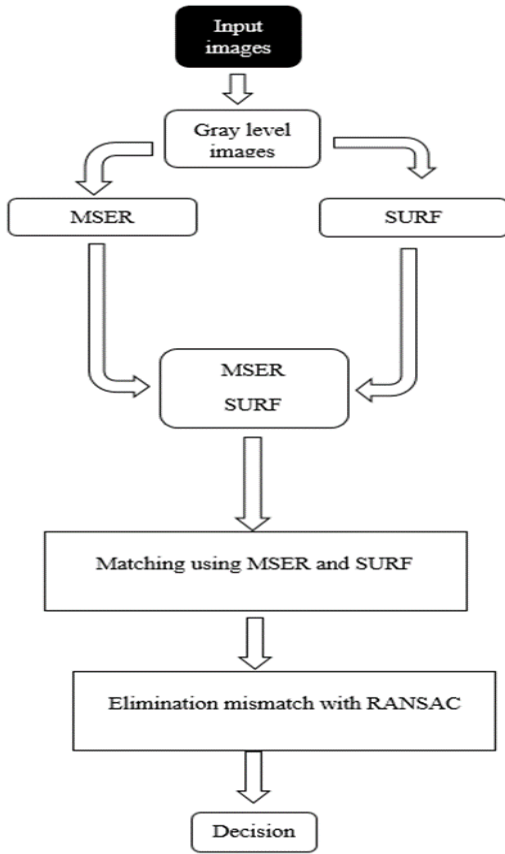 Input
images
Gray level
images
MSER
SURF
MSER
SURF
Matching using MSER and SURF
Elimination mismatch with RANSAC
Decision